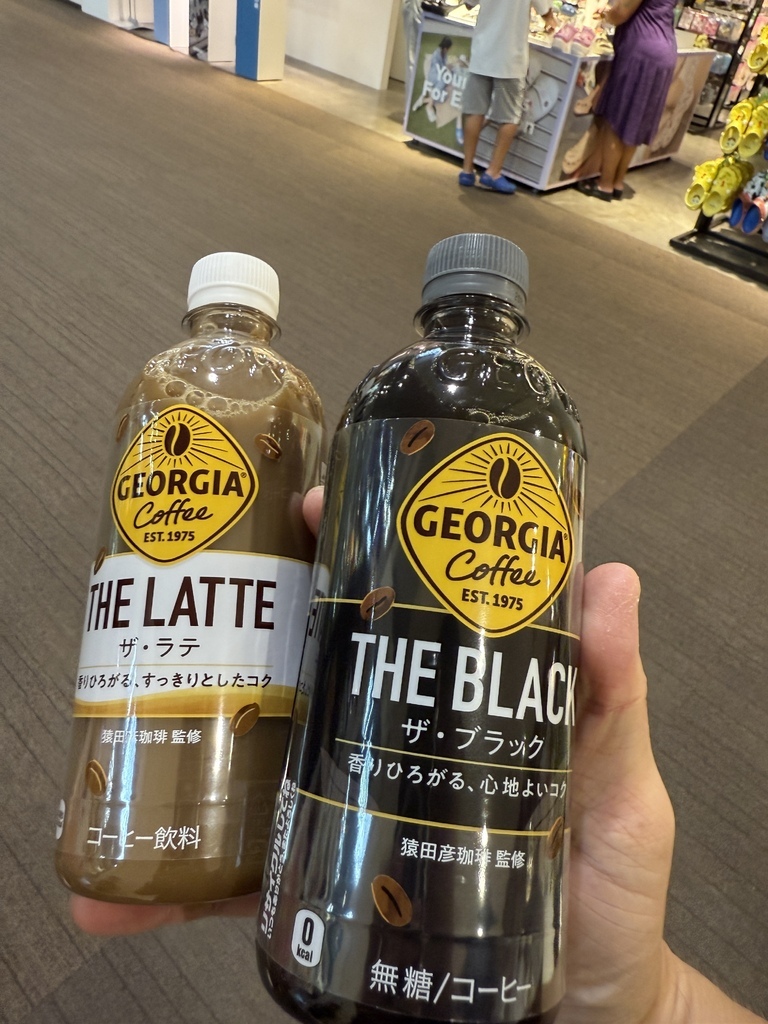 Your
For E
GEORGIA®
Coffee
EST. 1975
THE LATTE
ザ・ラテ
香りひろがる、すっきりとしたコク
猿田彦珈琲 監修
コーヒー飲料
GEORGIA®
Coffee
EST. 1975
THE BLACK
ザ・ブラック
香りひろがる、心地よいコク
猿田彦珈琲 監修
0
kcal
無糖/コーヒー